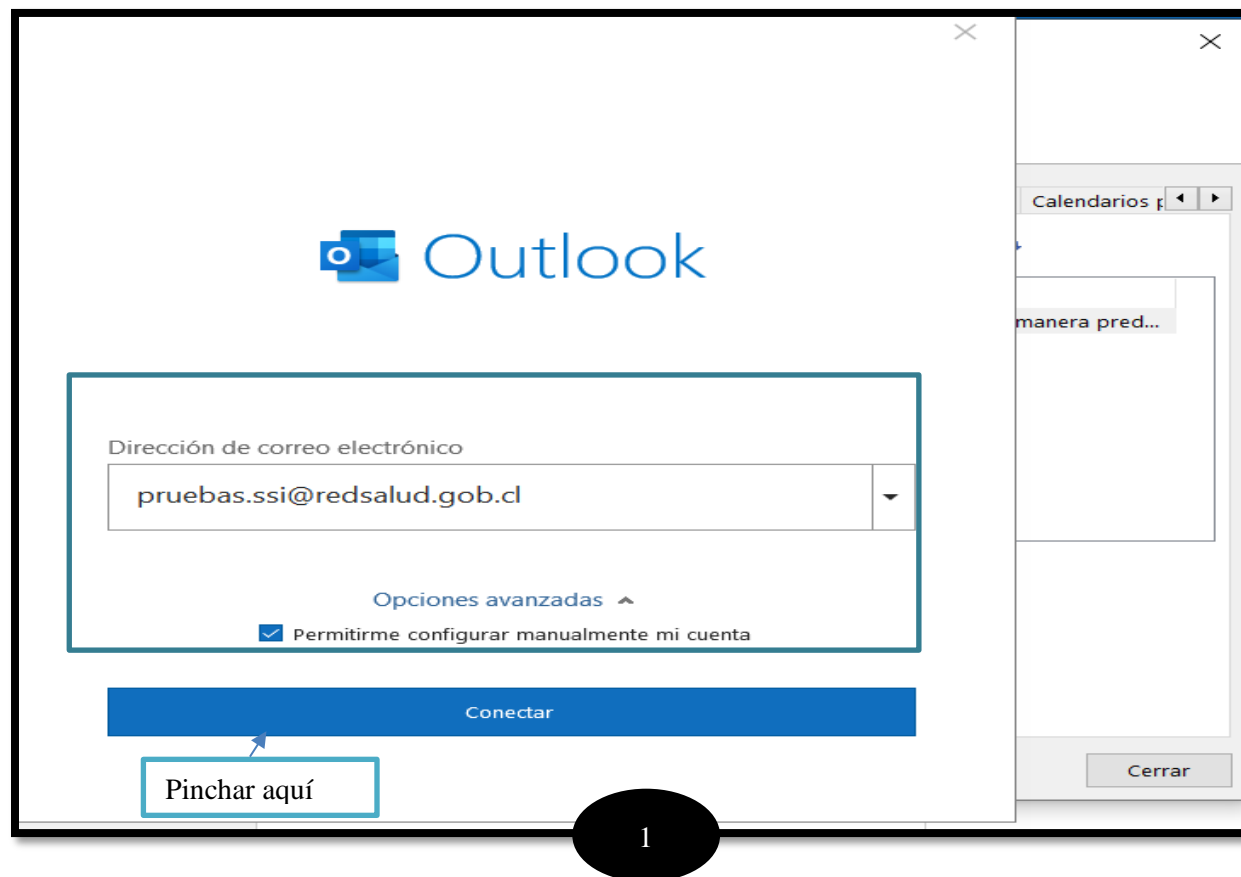 Outlook
Dirección de correo electrónico
pruebas.ssi@redsalud.gob.cl
Opciones avanzadas
Permitirme configurar manualmente mi cuenta
Conectar
Pinchar aquí
Calendarios p
manera pred...
Cerrar
1